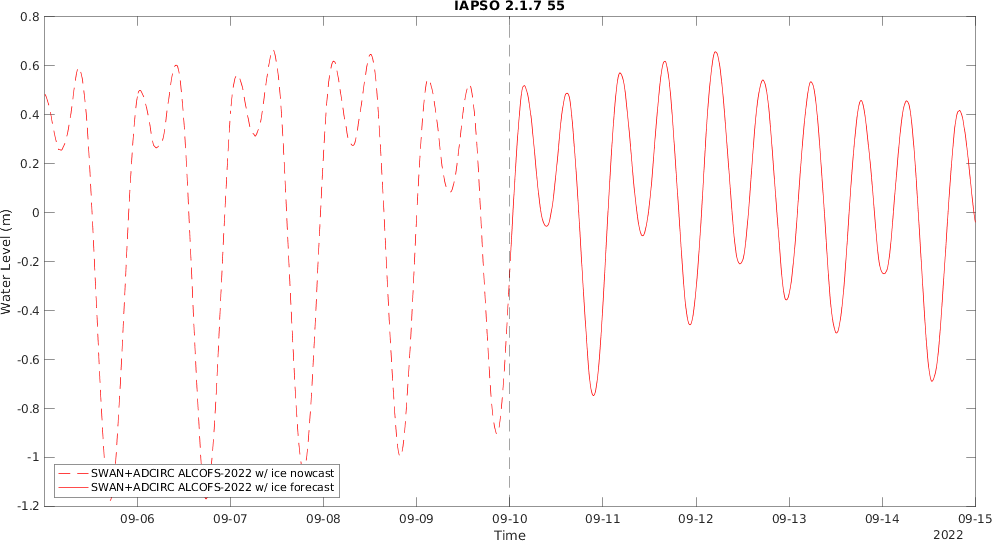 IAPSO 2.1.7 55
0.8
0.6
0.4
0.2
0
-0.2
-0.4
-0.6
-0.8
-1
-1.2
Water Level (m)
SWAN+ADCIRC ALCOFS-2022 w/ ice nowcast
SWAN+ADCIRC ALCOFS-2022 w/ ice forecast
09-06 09-07 09-08 09-09 09-10 09-11 09-12 09-13 09-14 09-15
Time
2022